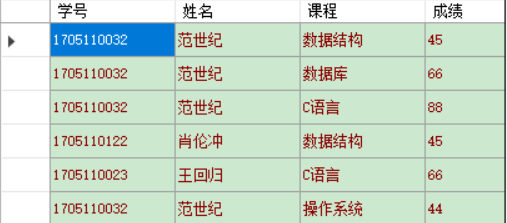 学号 姓名 课程 成绩
1705110032 范世纪 数据结构 45
1705110032 范世纪 数据库 66
1705110032 范世纪 C语言 88
1705110122 肖伦冲 数据结构 45
1705110023 王回归 C语言 66
1705110032 范世纪 操作系统 44